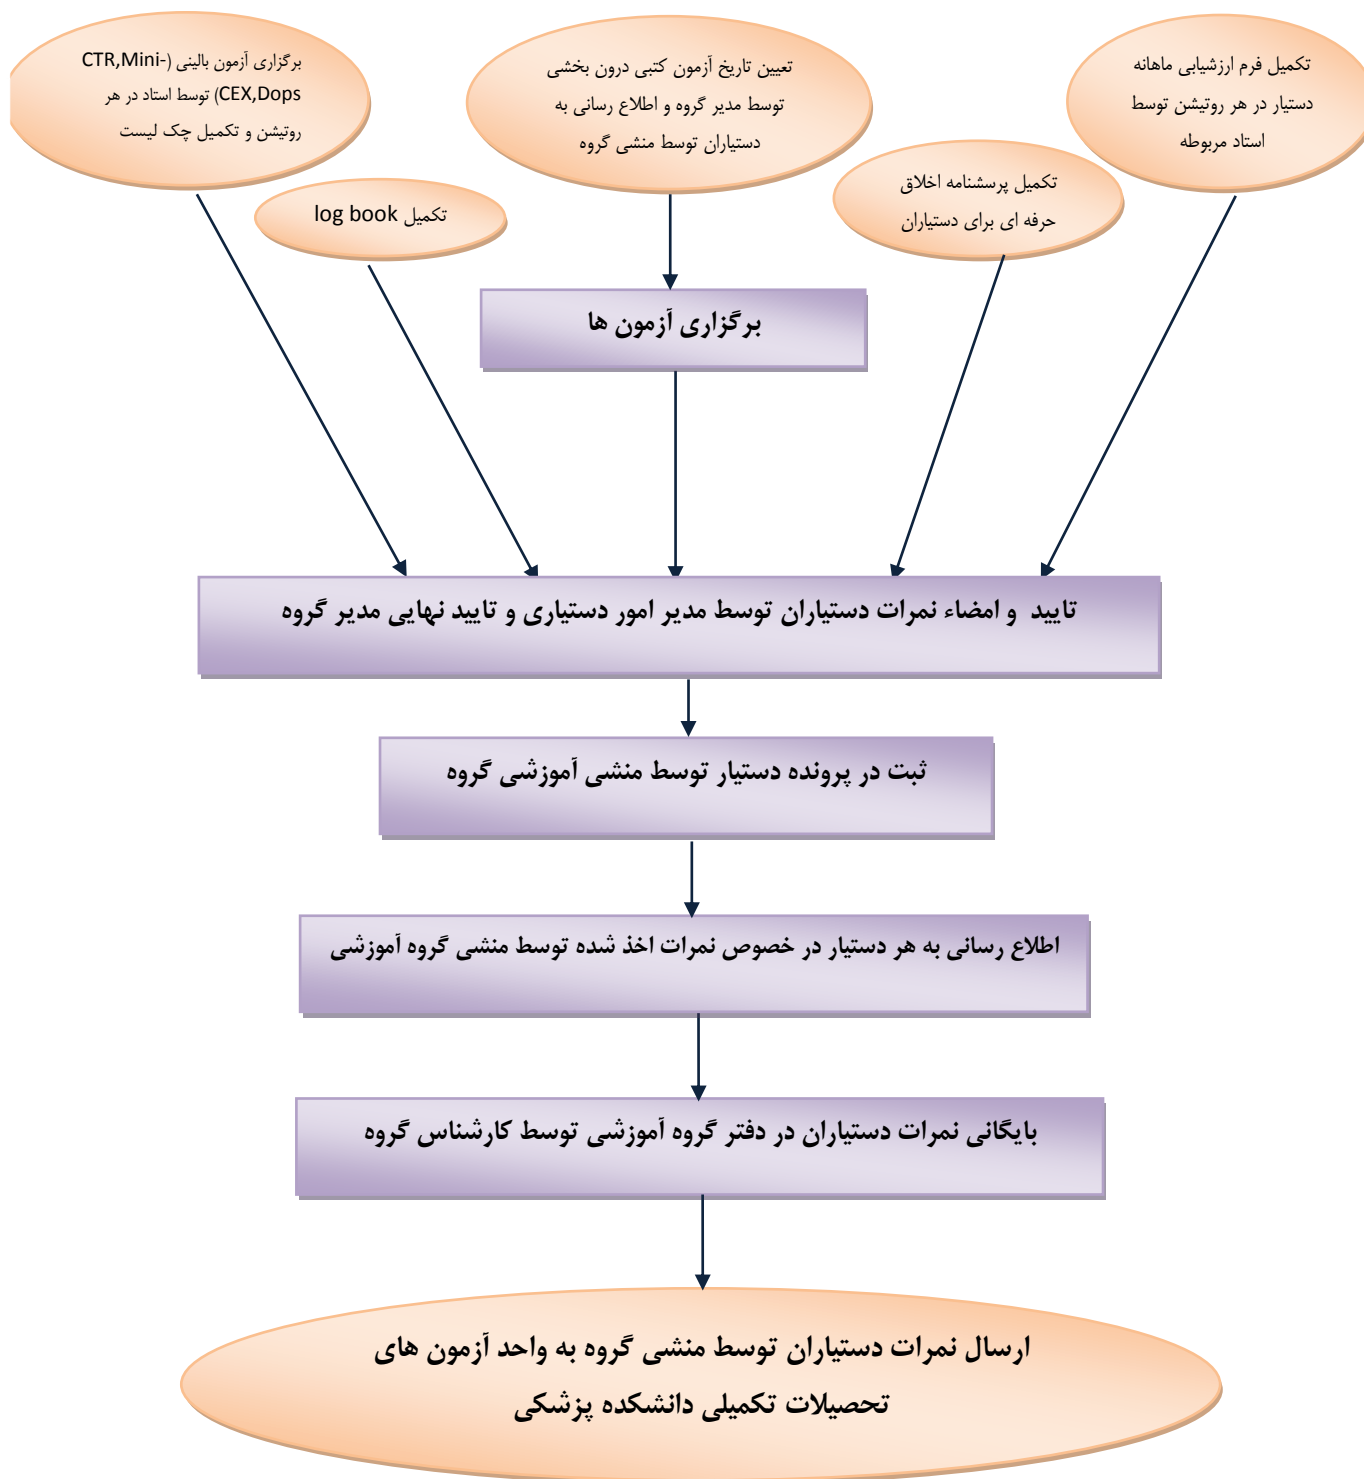 تکمیل فرم ارزشیابی ماهانه
دستیار در هر روتیشن توسط
استاد مربوطه
تکمیل پرسشنامه اخلاق
حرفه ای برای دستیاران
تعیین تاریخ آزمون کتبی درون بخشی
توسط مدیر گروه و اطلاع رسانی به
دستیاران توسط منشی گروه
برگزاری آزمون بالینی (CTR,Mini-
CEX,Dops) توسط استاد در هر
روتیشن و تکمیل چک لیست
تکمیل log book
برگزاری آزمون ها
تایید و امضاء نمرات دستیاران توسط مدیر امور دستیاری و تایید نهایی مدیر گروه
ثبت در پرونده دستیار توسط منشی آموزشی گروه
اطلاع رسانی به هر دستیار در خصوص نمرات اخذ شده توسط منشی گروه آموزشی
بایگانی نمرات دستیاران در دفتر گروه آموزشی توسط کارشناس گروه
ارسال نمرات دستیاران توسط منشی گروه به واحد آزمون های
تحصیلات تکمیلی دانشکده پزشکی